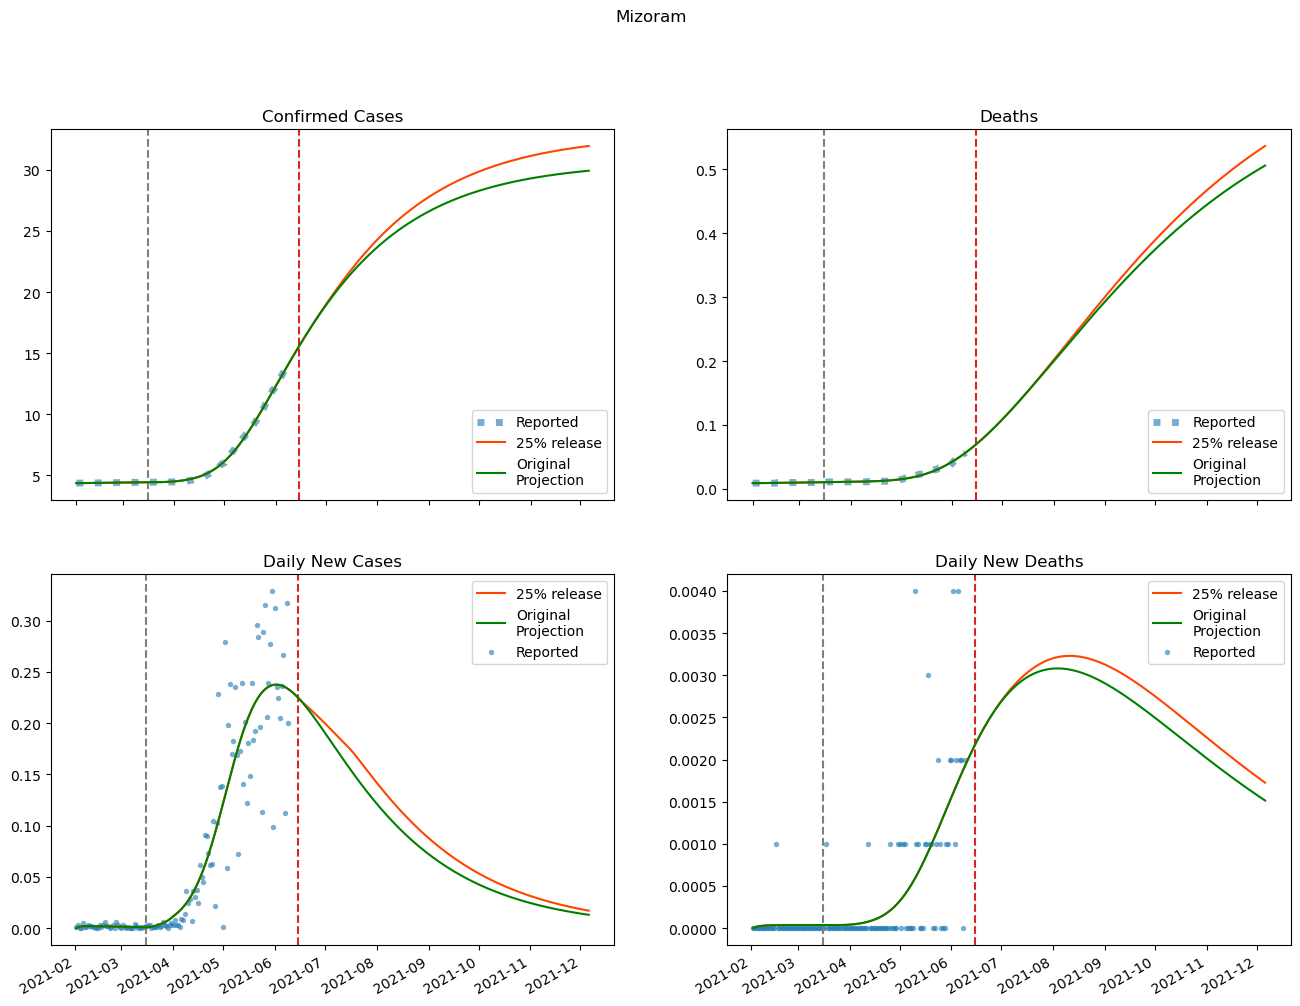 Mizoram
Confirmed Cases
30
25
20
15
10
5
Reported
25% release
Original
Projection
Deaths
0.5
0.4
0.3
0.2
0.1
0.0
Reported
25% release
Original
Projection
Daily New Cases
0.30
0.25
0.20
0.15
0.10
0.05
0.00
25% release
Original
Projection
Reported
2021-02
2021-03
2021-04
2021-05
2021-06
2021-07
2021-08
2021-09
2021-10
2021-11
2021-12
Daily New Deaths
0.0040
0.0035
0.0030
0.0025
0.0020
0.0015
0.0010
0.0005
0.0000
25% release
Original
Projection
Reported
2021-02
2021-03
2021-04
2021-05
2021-06
2021-07
2021-08
2021-09
2021-10
2021-11
2021-12